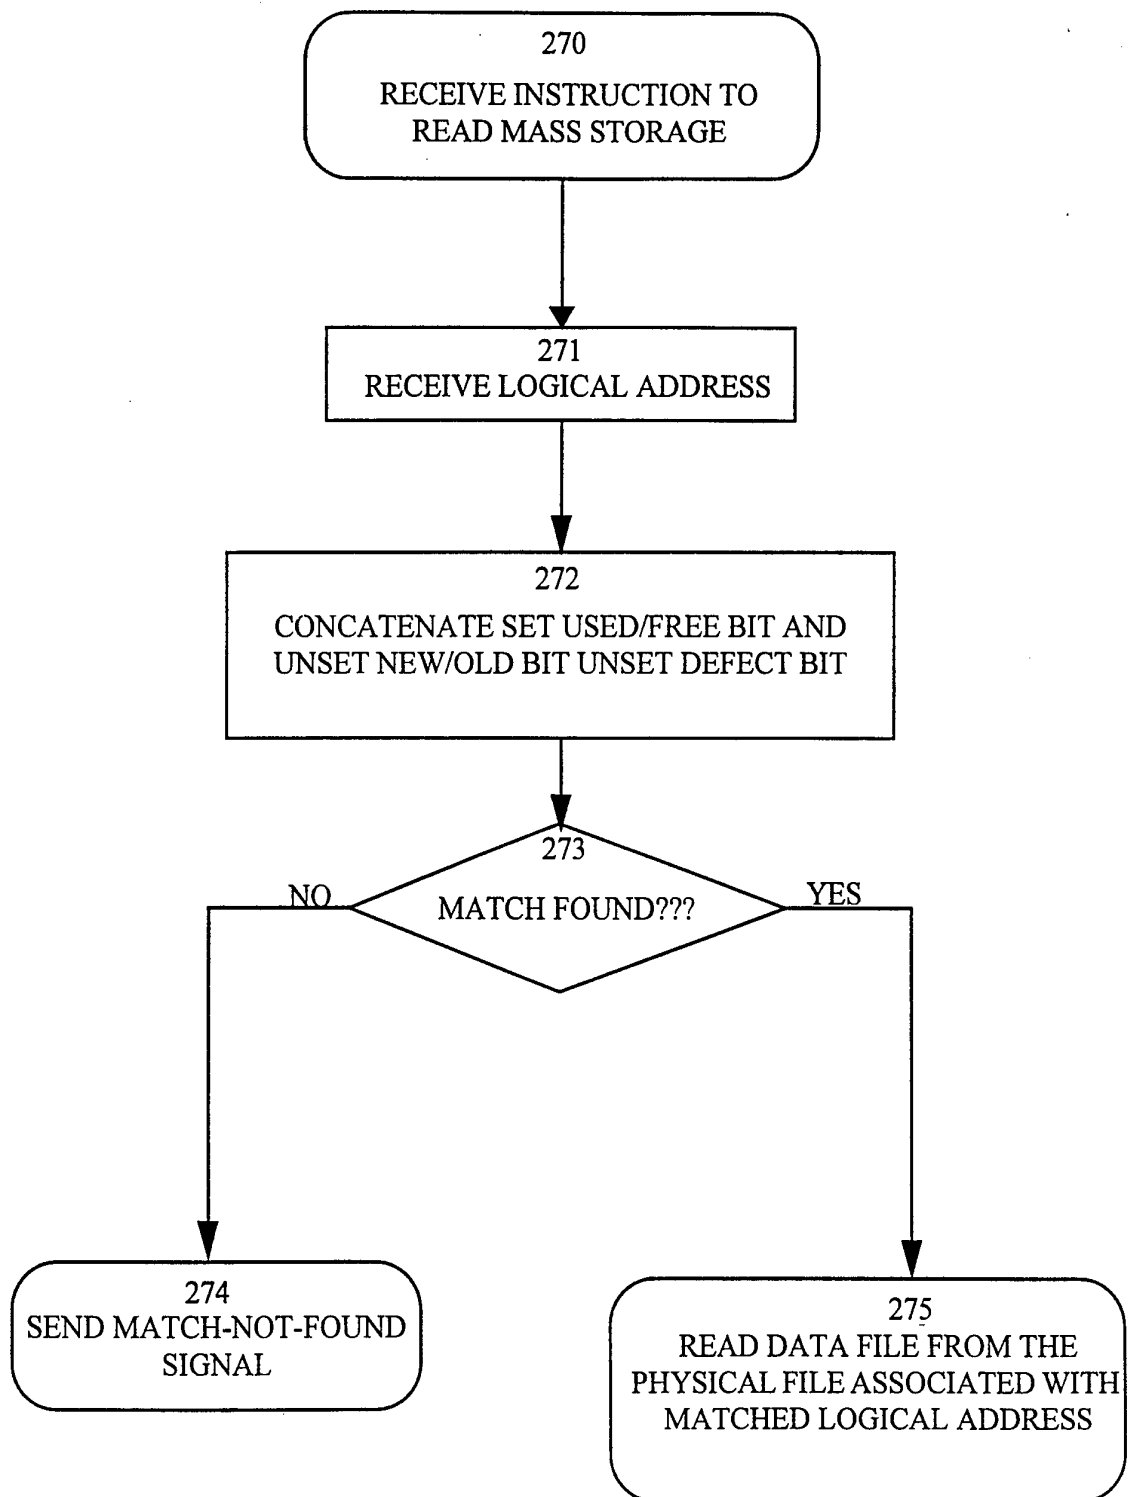 270
RECEIVE INSTRUCTION TO
READ MASS STORAGE
271
RECEIVE LOGICAL ADDRESS
272
CONCATENATE SET USED/FREE BIT AND
UNSET NEW/OLD BIT UNSET DEFECT BIT
273
MATCH FOUND???
NO
YES
274
SEND MATCH-NOT-FOUND
SIGNAL
275
READ DATA FILE FROM THE
PHYSICAL FILE ASSOCIATED WITH
MATCHED LOGICAL ADDRESS